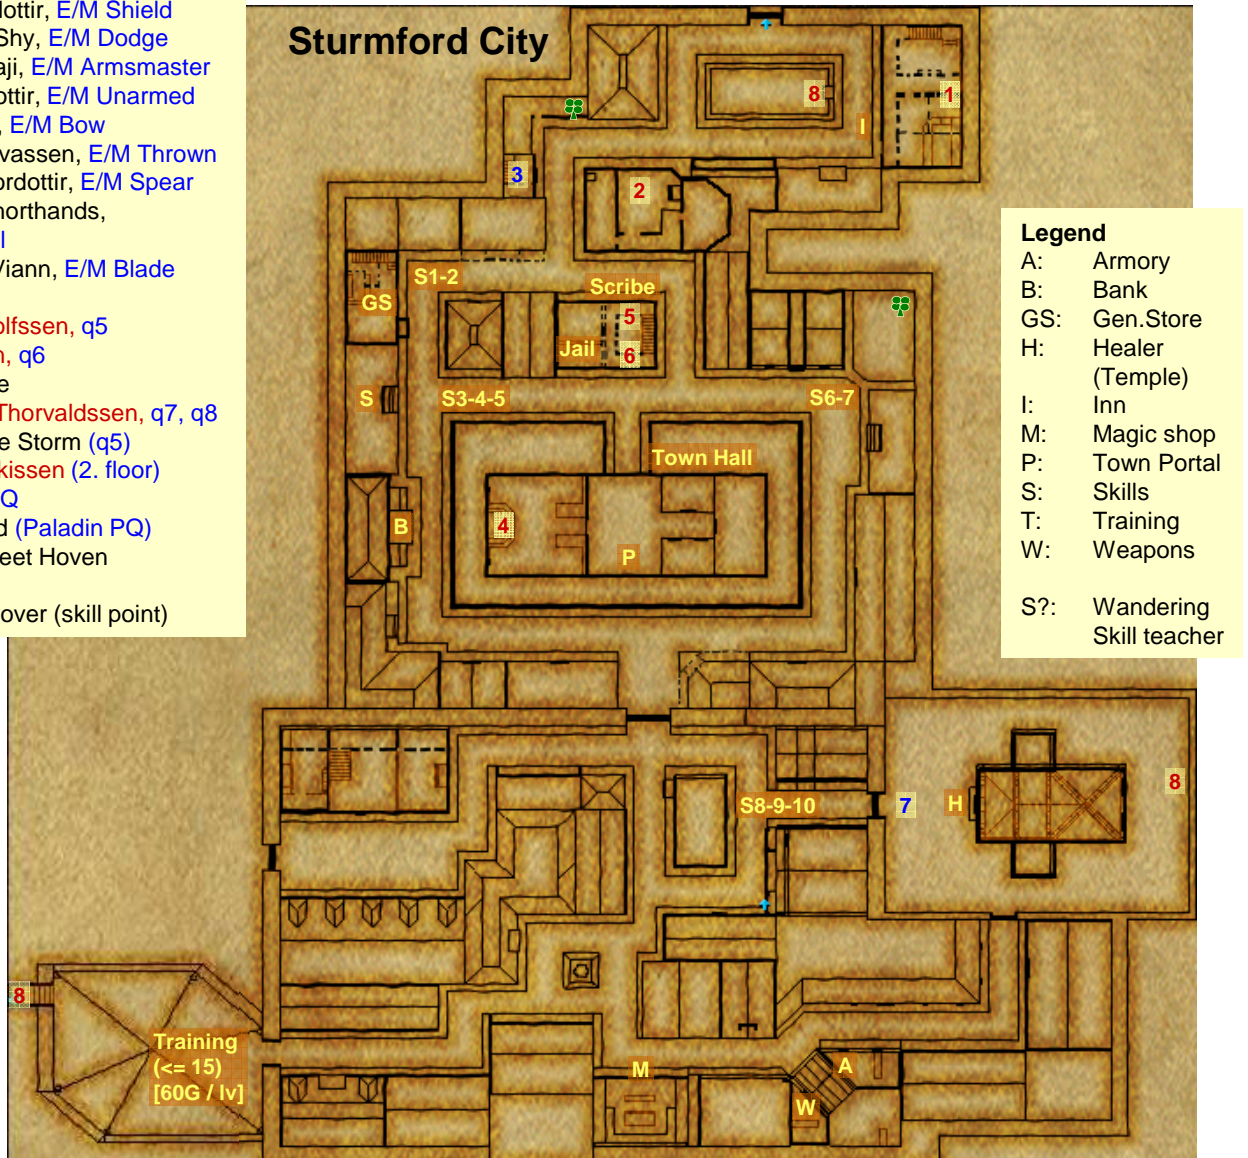 lottir, E/M Shield
Shy, E/M Dodge
aji, E/M Armsmaster
ottir, E/M Unarmed
, E/M Bow
vassen, E/M Thrown
ordottir, E/M Spear
horthands,
l
Viann, E/M Blade
olfssen, q5
n, q6
e
Thorvaldssen, q7, q8
e Storm (q5)
kissen (2. floor)
Q
d (Paladin PQ)
eet Hoven
over (skill point)
Sturmford City
8
1
I
3
2
S1-2
Scribe
GS
5
Jail
6
S
S3-4-5
S6-7
Town Hall
4
B
P
8
S8-9-10
7
H
8
Training
(<= 15)
[60G / lv]
M
A
W
Legend
A: Armory
B: Bank
GS: Gen.Store
H: Healer
(Temple)
I: Inn
M: Magic shop
P: Town Portal
S: Skills
T: Training
W: Weapons
S?: Wandering
Skill teacher